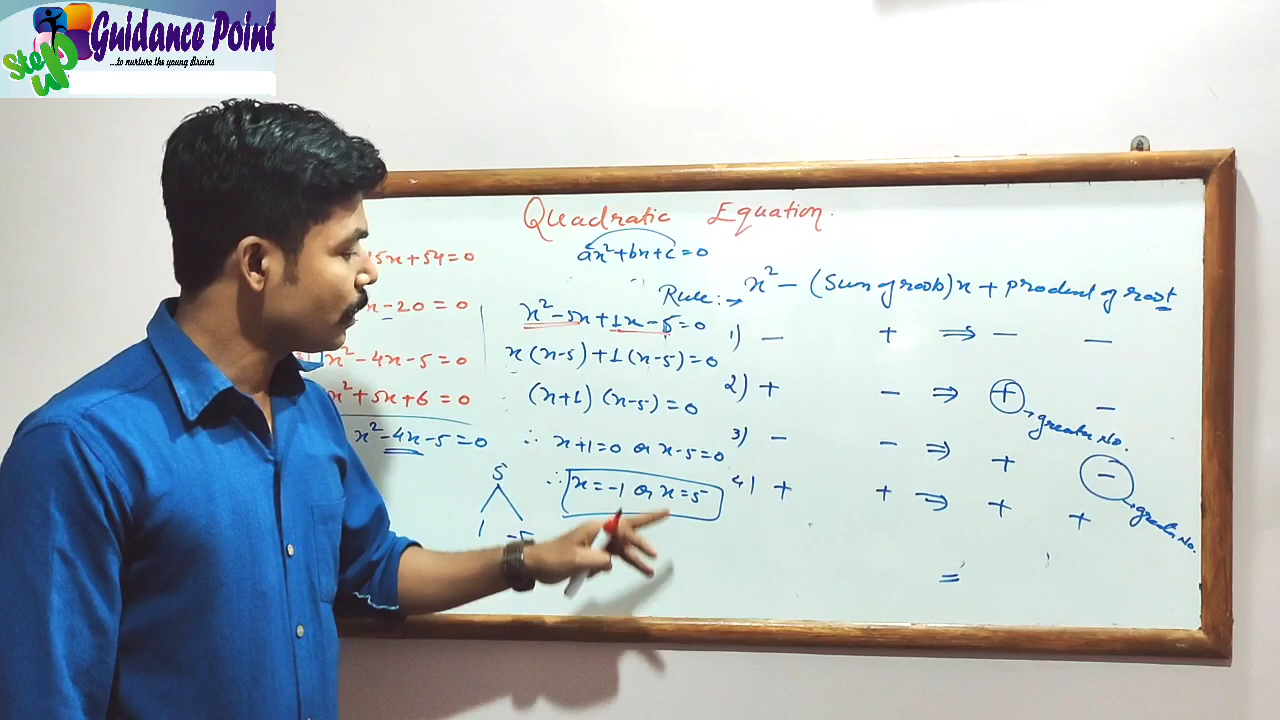 Step up
Guidance Point
...to nurture the young Brains
Quadratic Equation.
ax²+bx+c=0
5x+54=0
x-20=0
x²-4x-5=0
x²+5x+6=0
x²-4x-5=0
5
1 -5
x²-5x+1x-5=0
x(x-5)+1(x-5)=0
(x+1)(x-5)=0
∴ x+1=0 or x-5=0
∴ x=-1 or x=5
Rule:→ x²-(Sum of roots)x + product of root
1) - + ⇒ - -
2) + - ⇒ + -
greater No.
3) - - ⇒ + -
greater No.
4) + + ⇒ + +
=